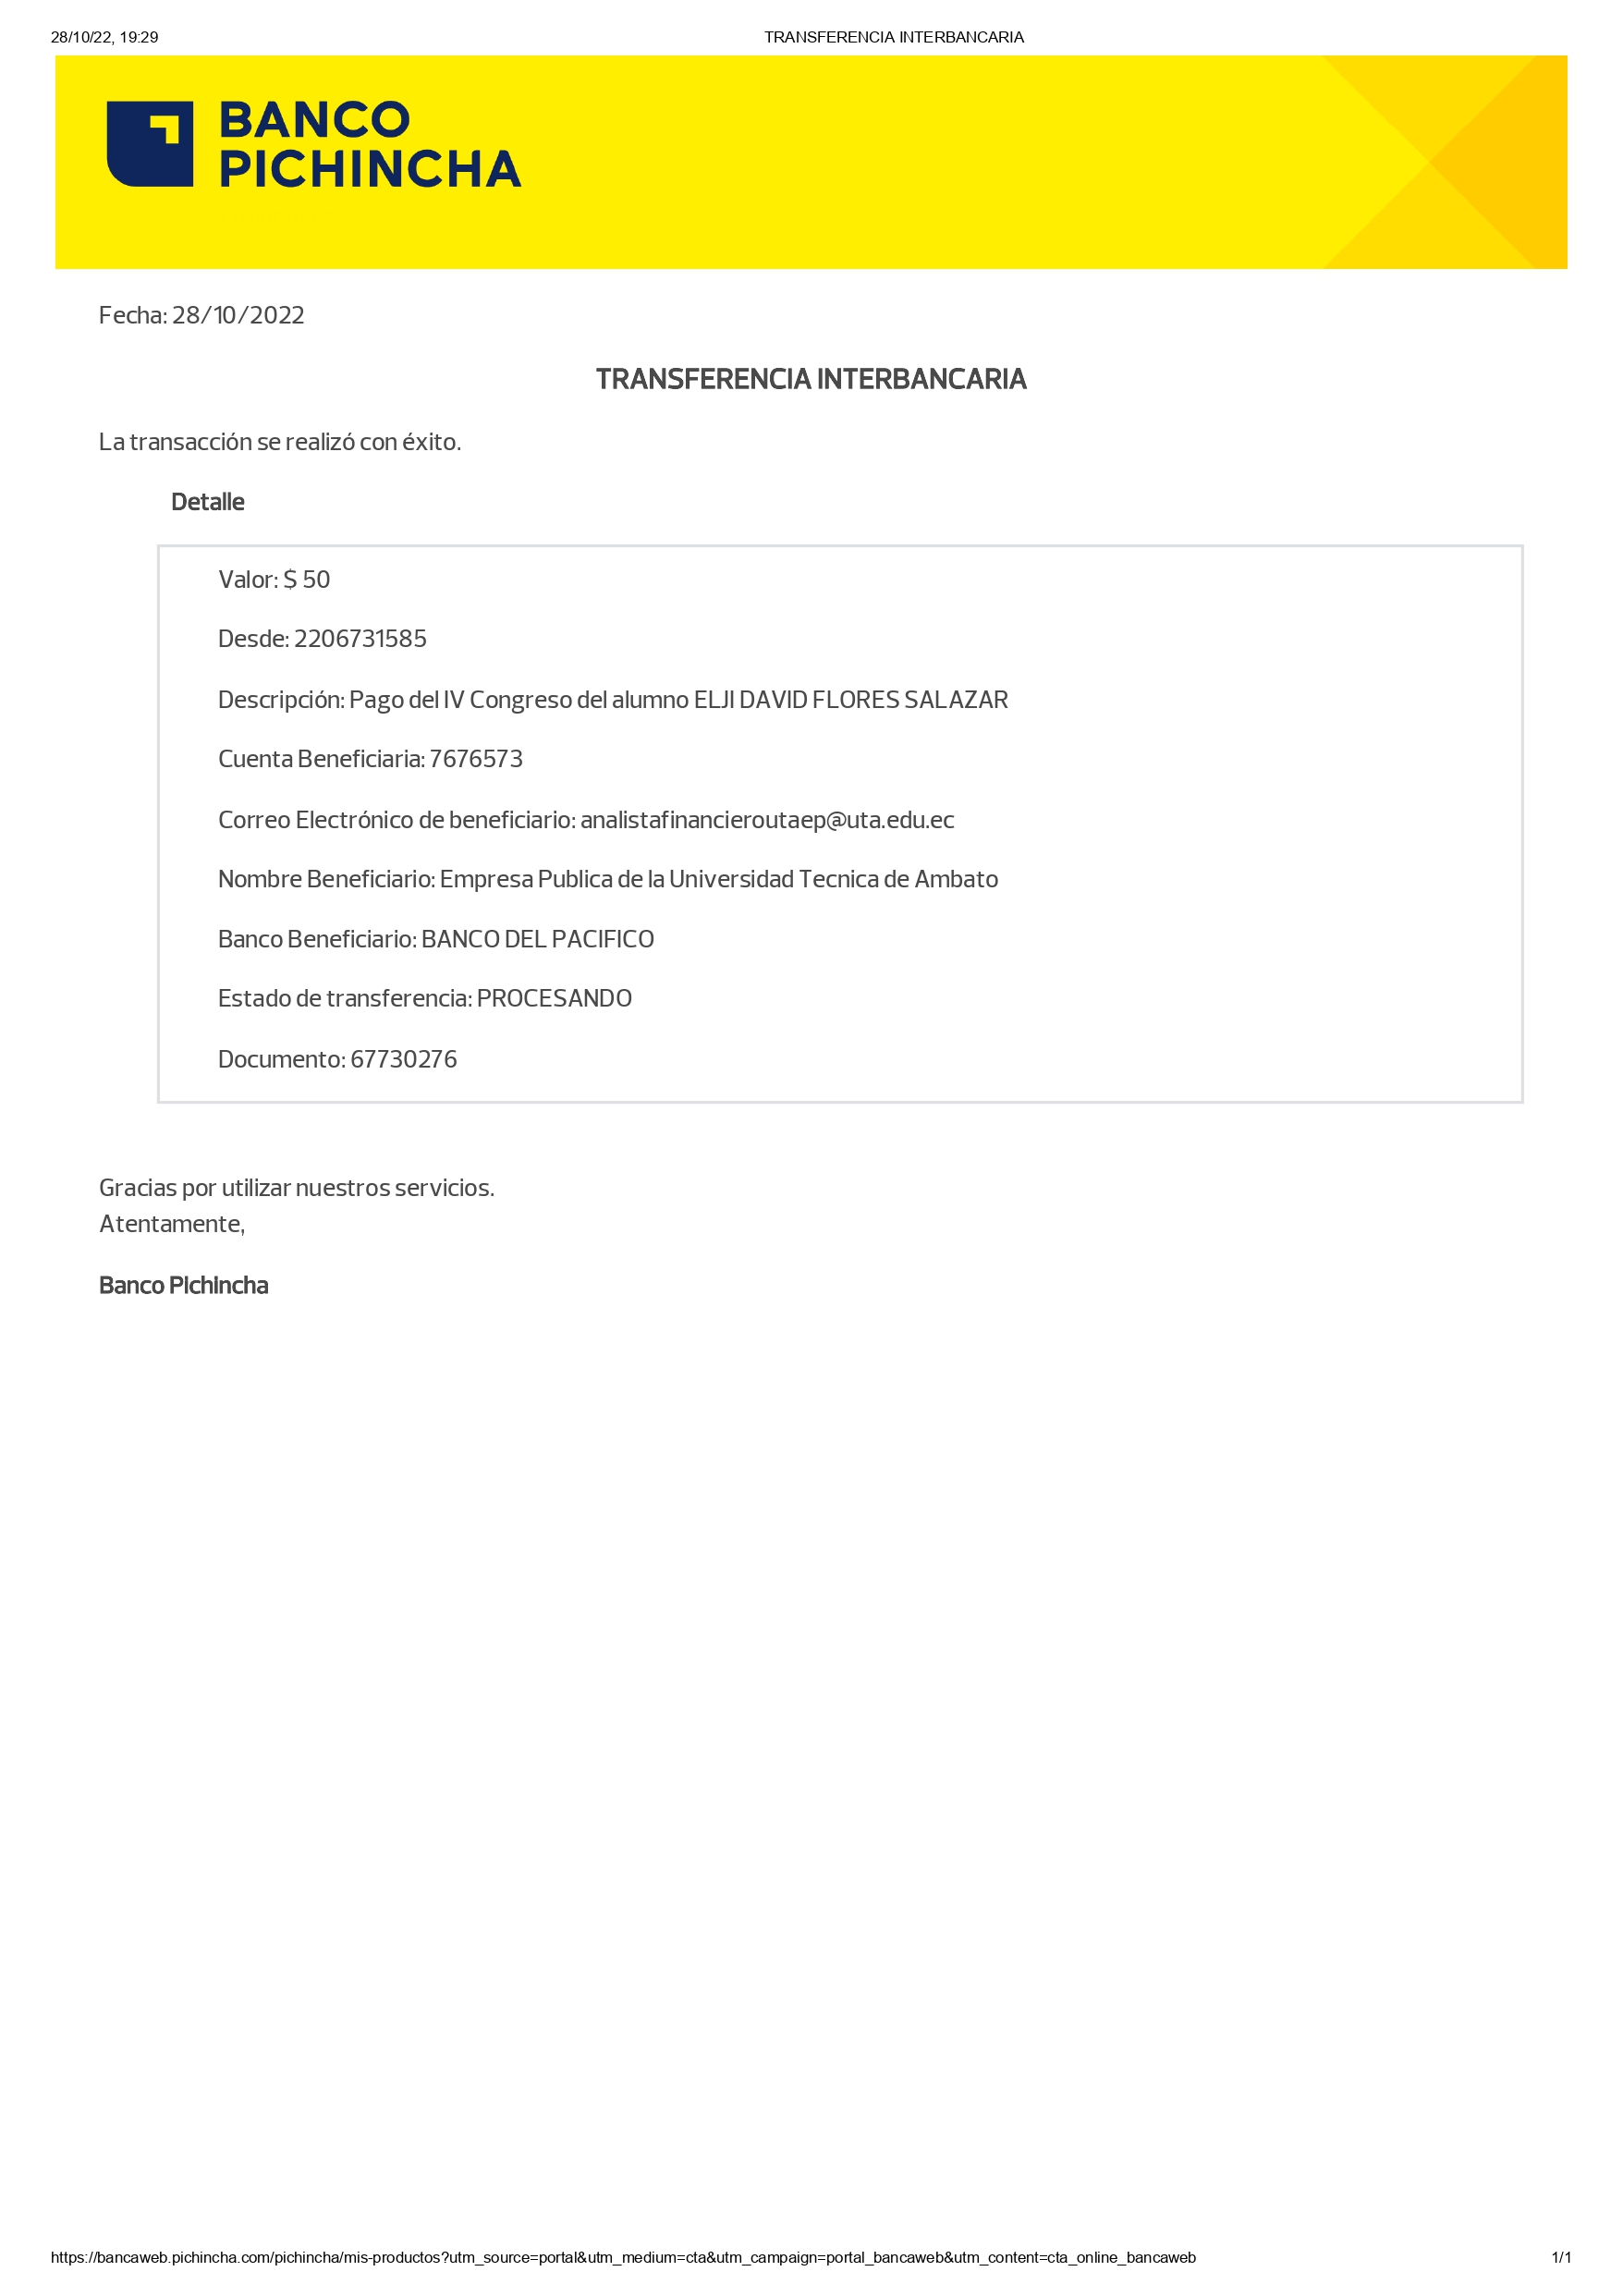 28/10/22, 19:29 TRANSFERENCIA INTERBANCARIA
BANCO
PICHINCHA
Fecha: 28/10/2022
TRANSFERENCIA INTERBANCARIA
La transacción se realizó con éxito.
Detalle
Valor: $ 50
Desde: 2206731585
Descripción: Pago del IV Congreso del alumno ELJI DAVID FLORES SALAZAR
Cuenta Beneficiaria: 7676573
Correo Electrónico de beneficiario: analistafinancieroutaep@uta.edu.ec
Nombre Beneficiario: Empresa Publica de la Universidad Tecnica de Ambato
Banco Beneficiario: BANCO DEL PACIFICO
Estado de transferencia: PROCESANDO
Documento: 67730276
Gracias por utilizar nuestros servicios.
Atentamente,
Banco Pichincha
https://bancaweb.pichincha.com/pichincha/mis-productos?utm_source=portal&utm_medium=cta&utm_campaign=portal_bancaweb&utm_content=cta_online_bancaweb 1/1